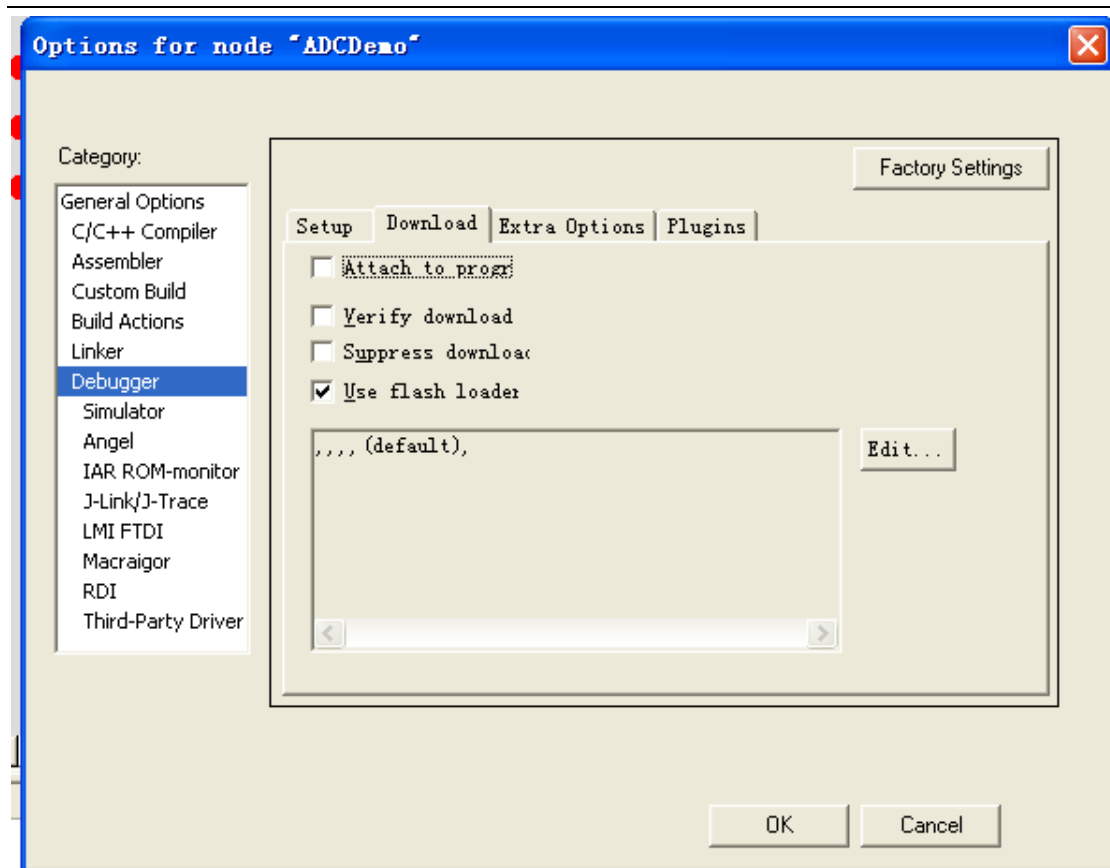 Options for node "ADCDemo"
Category:
Factory Settings
General Options
C/C++ Compiler
Assembler
Custom Build
Build Actions
Linker
Debugger
Simulator
Angel
IAR ROM-monitor
J-Link/J-Trace
LMI FTDI
Macraigor
RDI
Third-Party Driver
Setup Download Extra Options Plugins
Attach to progr
Verify download
Suppress downloac
Use flash loader
,,,, (default),
Edit...
OK Cancel